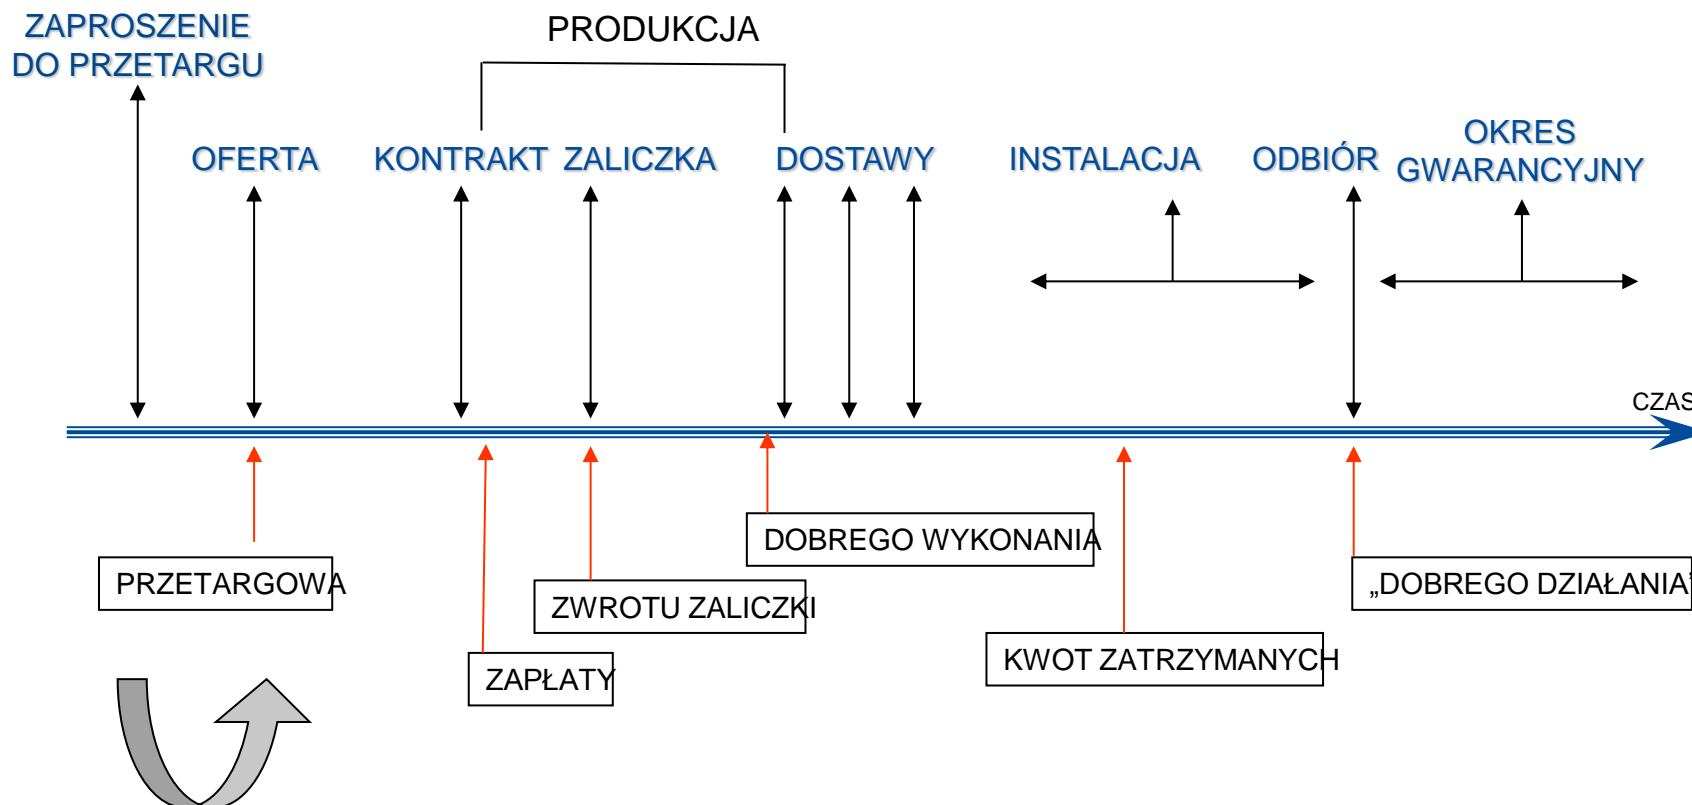 ZAPROSZENIE
DO PRZETARGU
PRODUKCJA
OFERTA
KONTRAKT
ZALICZKA
DOSTAWY
INSTALACJA
ODBIÓR
OKRES
GWARANCYJNY
CZAS
PRZETARGOWA
ZAPŁATY
ZWROTU ZALICZKI
DOBREGO WYKONANIA
KWOT ZATRZYMANYCH
„DOBREGO DZIAŁANIA”